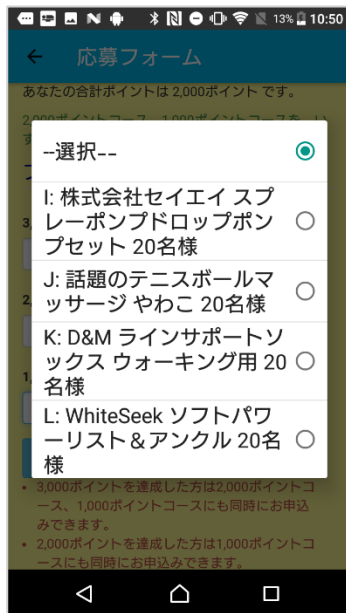 13% 10:50
応募フォーム
あなたの合計ポイントは 2,000ポイント です。
--選択--
I: 株式会社セイエイ スプ
レーポンプドロップポン
プセット 20名様
J: 話題のテニスボールマ
ッサージ やわこ 20名様
K: D&M ラインサポートソ
ックス ウォーキング用 20
名様
L: WhiteSeek ソフトパワ
ーリスト＆アンクル 20名
様
• 3,000ポイントを達成した方は2,000ポイントコ
ース、1,000ポイントコースにも同時にお申込
みできます。
• 2,000ポイントを達成した方は1,000ポイントコ
ースにも同時にお申込みできます。